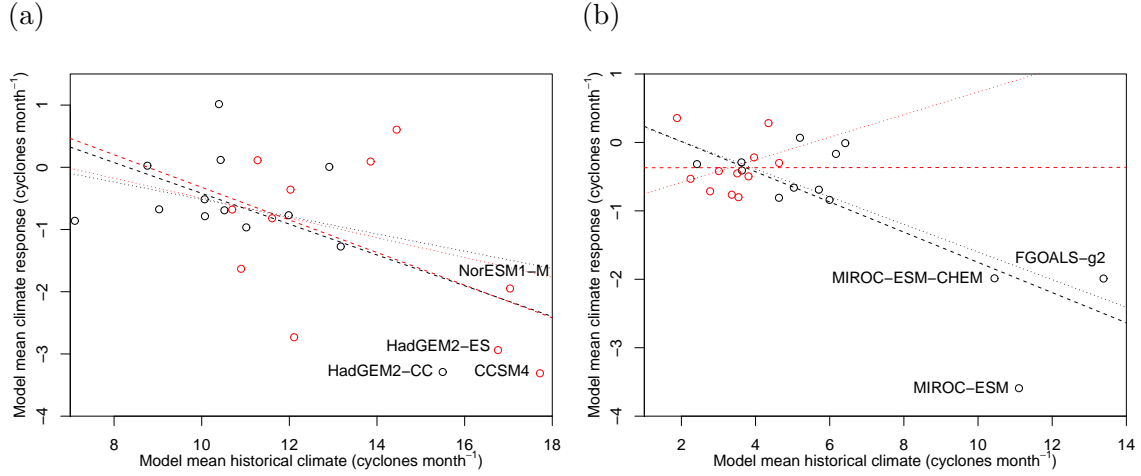 (a)
Model mean climate response (cyclones month⁻¹)
1
0
−1
−2
−3
−4
NorESM1−M
HadGEM2−ES
HadGEM2−CC
CCSM4
8 10 12 14 16 18
Model mean historical climate (cyclones month⁻¹)
(b)
Model mean climate response (cyclones month⁻¹)
1
0
−1
−2
−3
−4
FGOALS−g2
MIROC−ESM−CHEM
MIROC−ESM
2 4 6 8 10 12 14
Model mean historical climate (cyclones month⁻¹)